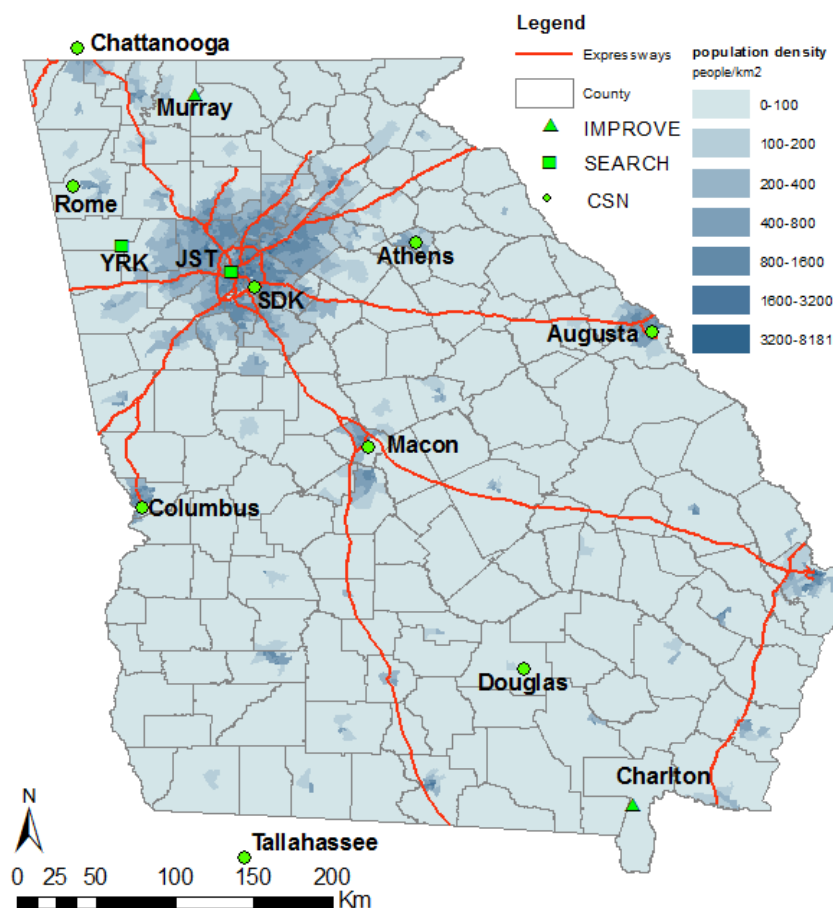 Legend
Expressways
County
IMPROVE
SEARCH
CSN
population density
people/km2
0-100
100-200
200-400
400-800
800-1600
1600-3200
3200-8181
Chattanooga
Murray
Rome
YRK
JST
SDK
Athens
Augusta
Macon
Columbus
Douglas
Charlton
Tallahassee
N
0 25 50 100 150 200
Km